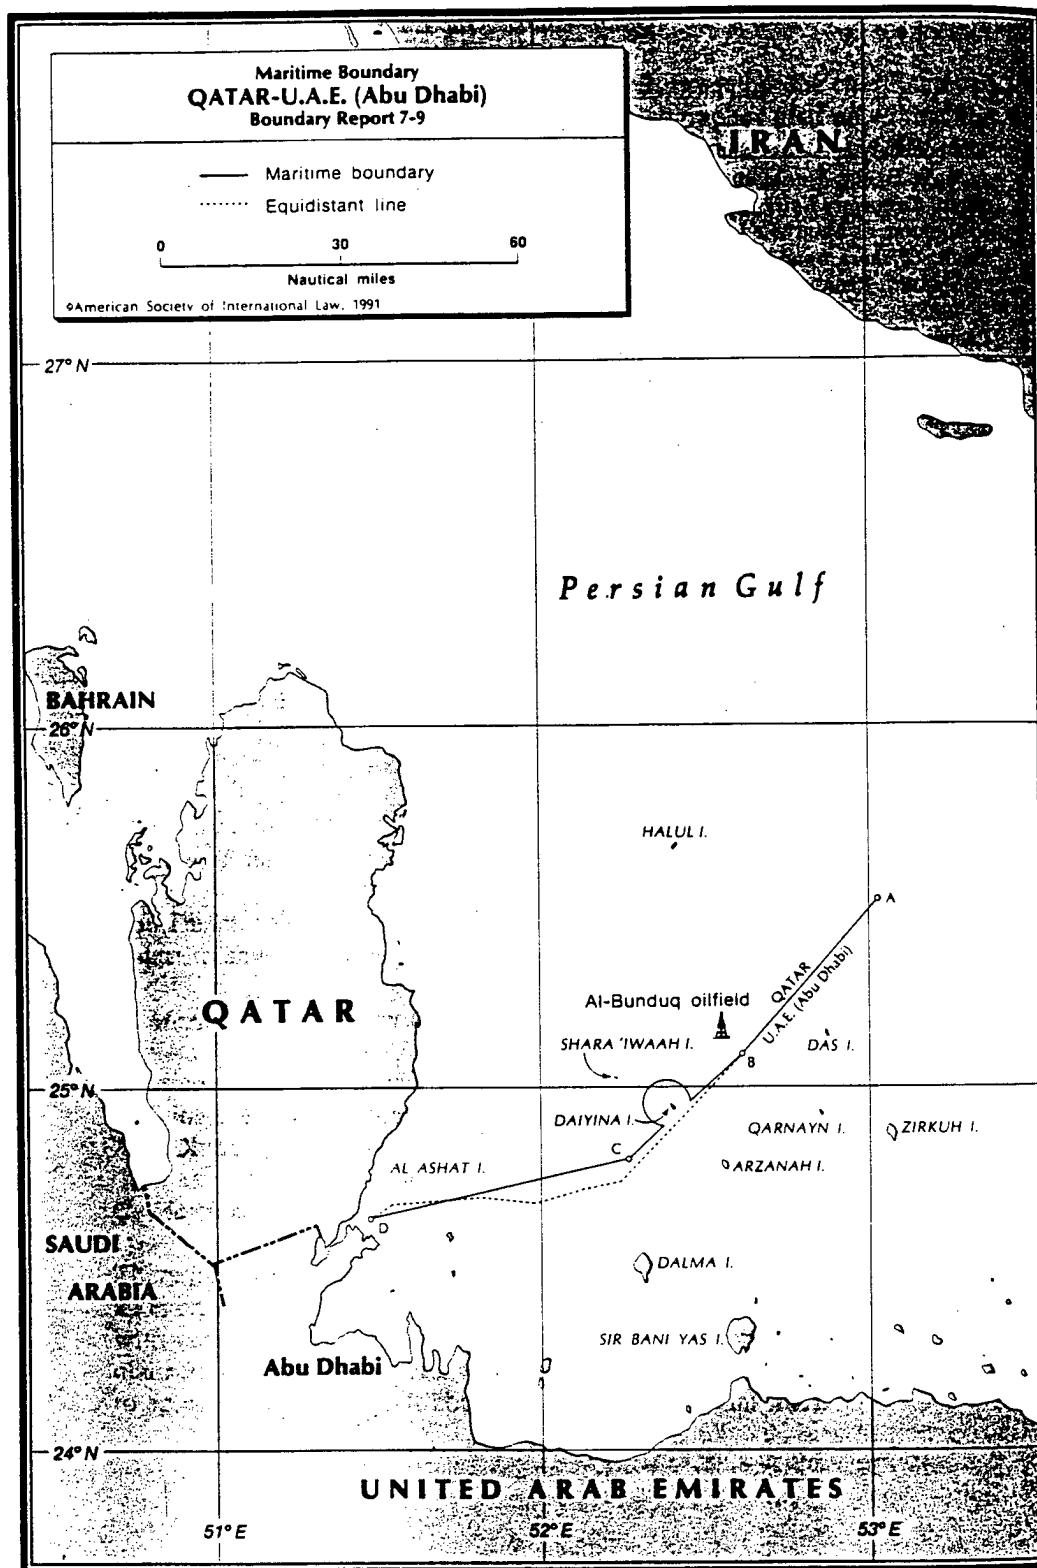 Maritime Boundary
QATAR-U.A.E. (Abu Dhabi)
Boundary Report 7-9
Maritime boundary
Equidistant line
0 30 60
Nautical miles
©American Society of International Law, 1991
IRAN
27° N
Persian Gulf
BAHRAIN
26° N
HALUL I.
A
QATAR
U.A.E. (Abu Dhabi)
QATAR
Al-Bunduq oilfield
SHARA 'IWAAH I.
DAS I.
B
25° N
DAIYINA I.
QARNAYN I.
ZIRKUH I.
C
AL ASHAT I.
ARZANAH I.
D
SAUDI
ARABIA
DALMA I.
SIR BANI YAS I.
Abu Dhabi
24° N
UNITED ARAB EMIRATES
51° E
52° E
53° E